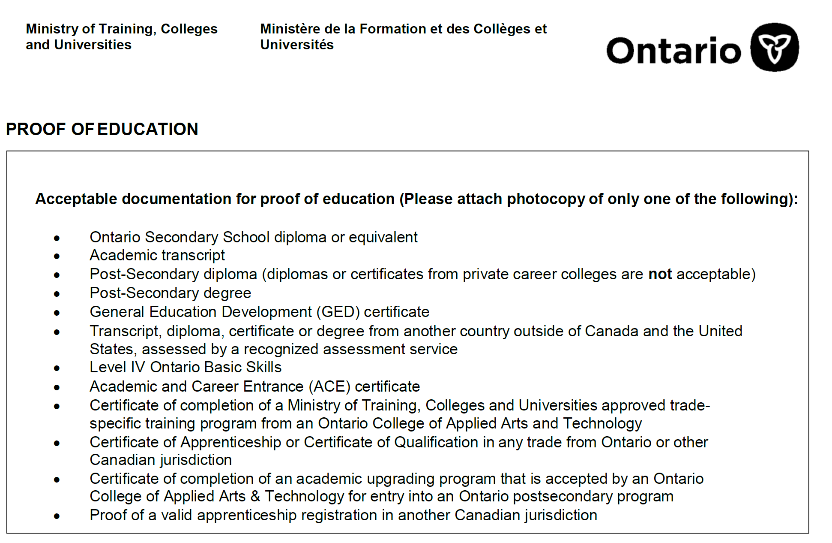 Ministry of Training, Colleges
and Universities
Ministère de la Formation et des Collèges et
Universités
Ontario
PROOF OF EDUCATION
Acceptable documentation for proof of education (Please attach photocopy of only one of the following):
• Ontario Secondary School diploma or equivalent
• Academic transcript
• Post-Secondary diploma (diplomas or certificates from private career colleges are not acceptable)
• Post-Secondary degree
• General Education Development (GED) certificate
• Transcript, diploma, certificate or degree from another country outside of Canada and the United
States, assessed by a recognized assessment service
• Level IV Ontario Basic Skills
• Academic and Career Entrance (ACE) certificate
• Certificate of completion of a Ministry of Training, Colleges and Universities approved trade-
specific training program from an Ontario College of Applied Arts and Technology
• Certificate of Apprenticeship or Certificate of Qualification in any trade from Ontario or other
Canadian jurisdiction
• Certificate of completion of an academic upgrading program that is accepted by an Ontario
College of Applied Arts & Technology for entry into an Ontario postsecondary program
• Proof of a valid apprenticeship registration in another Canadian jurisdiction